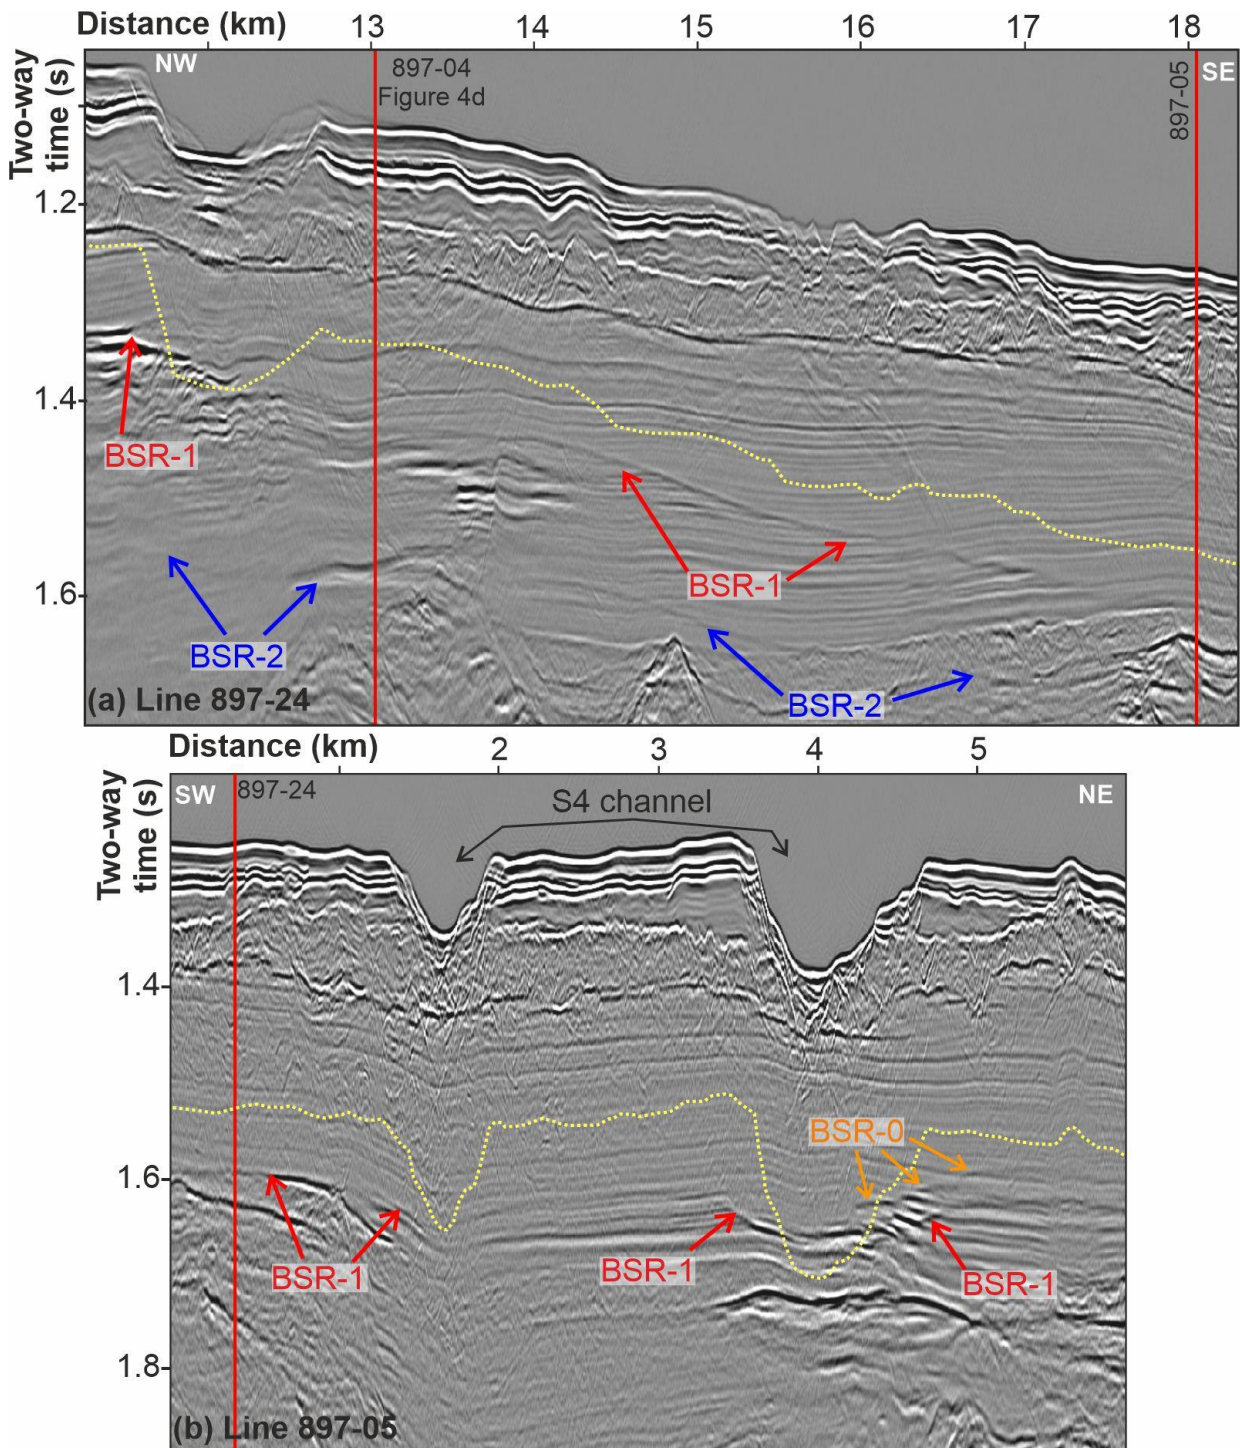 Distance (km) 13 14 15 16 17 18
Two-way
time (s)
NW
897-04
Figure 4d
897-05
SE
1.2
1.4
1.6
BSR-1
BSR-1
BSR-2
BSR-2
(a) Line 897-24
Distance (km) 2 3 4 5
Two-way
time (s)
SW
897-24
S4 channel
NE
1.4
1.6
1.8
BSR-0
BSR-1
BSR-1
BSR-1
(b) Line 897-05